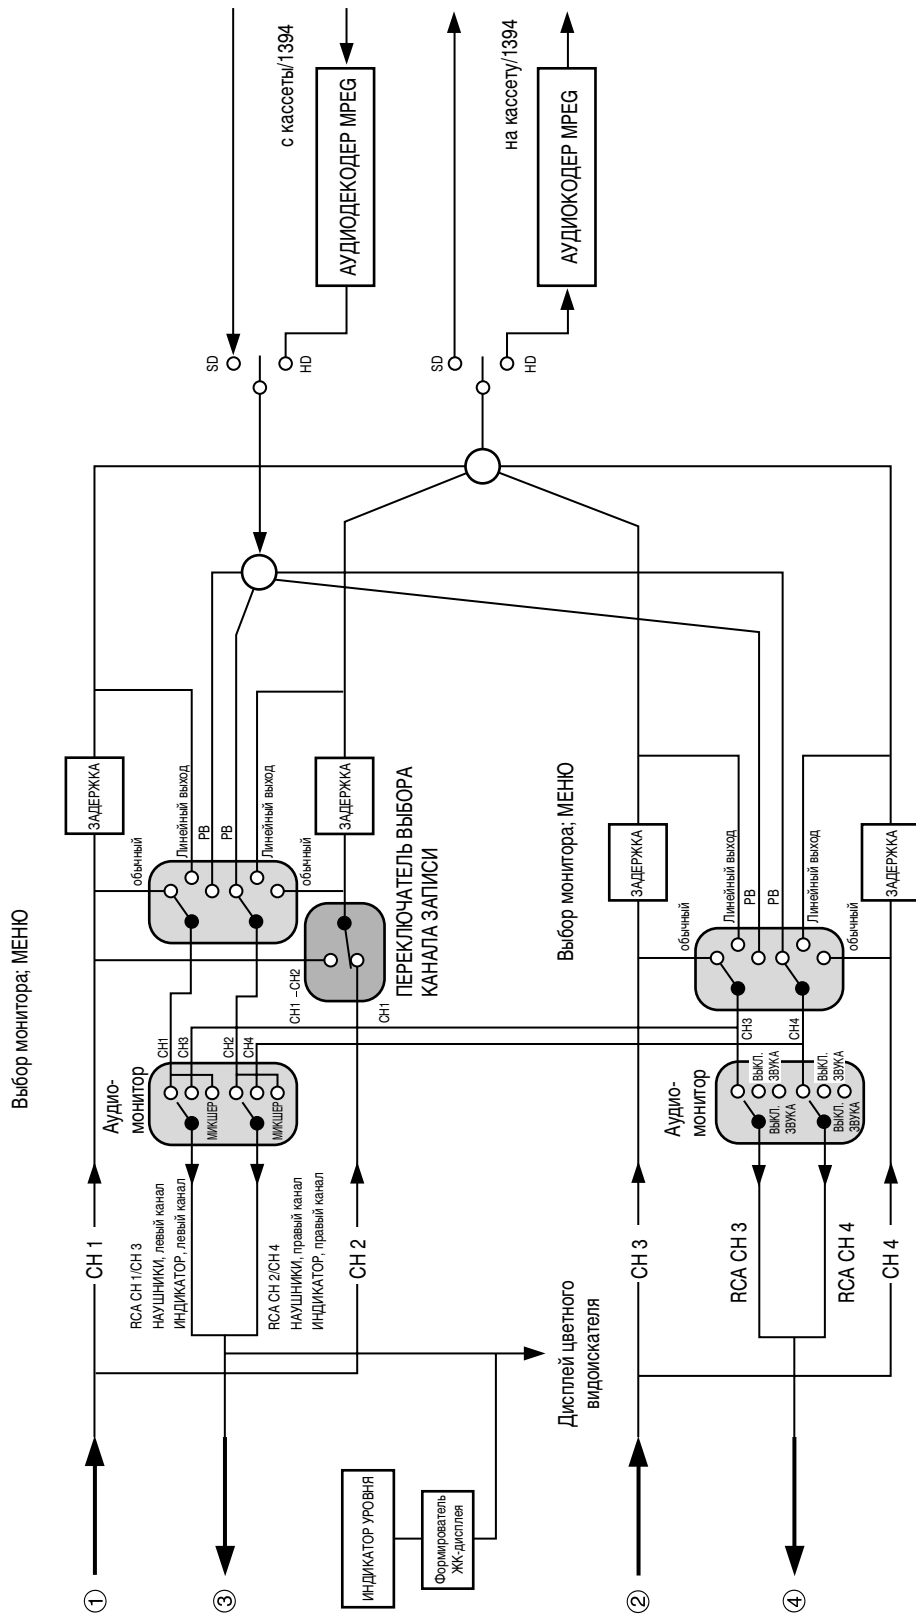 Выбор монитора; МЕНЮ
с кассеты/1394
АУДИОДЕКОДЕР MPEG
SD
HD
на кассету/1394
АУДИОКОДЕР MPEG
SD
HD
ЗАДЕРЖКА
обычный
Линейный выход
PB
PB
Линейный выход
обычный
ЗАДЕРЖКА
ПЕРЕКЛЮЧАТЕЛЬ ВЫБОРА
КАНАЛА ЗАПИСИ
CH1 – CH2
CH1
Аудио-
монитор
CH1
CH3
CH2
CH4
МИКШЕР
МИКШЕР
CH 1
RCA CH 1/CH 3
НАУШНИКИ, левый канал
ИНДИКАТОР, левый канал
RCA CH 2/CH 4
НАУШНИКИ, правый канал
ИНДИКАТОР, правый канал
CH 2
①
③
ИНДИКАТОР УРОВНЯ
Формирователь
ЖК-дисплея
Дисплей цветного
видоискателя
Выбор монитора; МЕНЮ
ЗАДЕРЖКА
обычный
Линейный выход
PB
PB
Линейный выход
обычный
ЗАДЕРЖКА
Аудио-
монитор
CH3
CH4
ВЫКЛ.
ЗВУКА
ВЫКЛ.
ЗВУКА
ВЫКЛ.
ЗВУКА
ВЫКЛ.
ЗВУКА
CH 3
RCA CH 3
RCA CH 4
CH 4
②
④